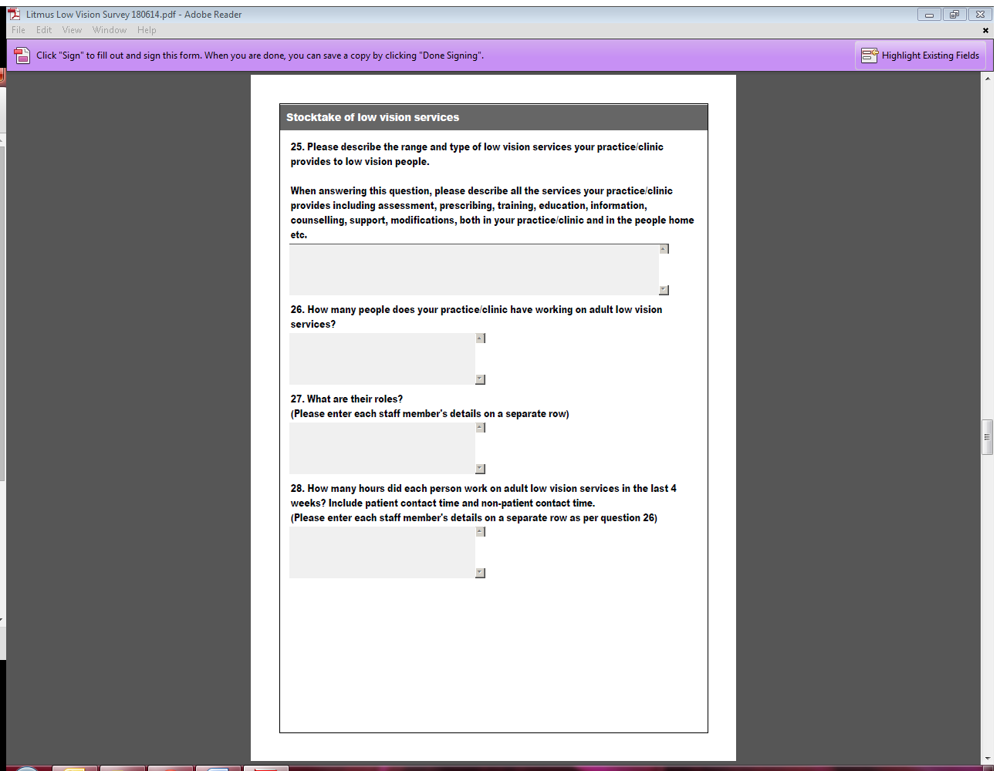 Litmus Low Vision Survey 180614.pdf - Adobe Reader
File Edit View Window Help
Click "Sign" to fill out and sign this form. When you are done, you can save a copy by clicking "Done Signing".
Highlight Existing Fields
Stocktake of low vision services
25. Please describe the range and type of low vision services your practice/clinic
provides to low vision people.
When answering this question, please describe all the services your practice/clinic
provides including assessment, prescribing, training, education, information,
counselling, support, modifications, both in your practice/clinic and in the people home
etc.
26. How many people does your practice/clinic have working on adult low vision
services?
27. What are their roles?
(Please enter each staff member's details on a separate row)
28. How many hours did each person work on adult low vision services in the last 4
weeks? Include patient contact time and non-patient contact time.
(Please enter each staff member's details on a separate row as per question 26)